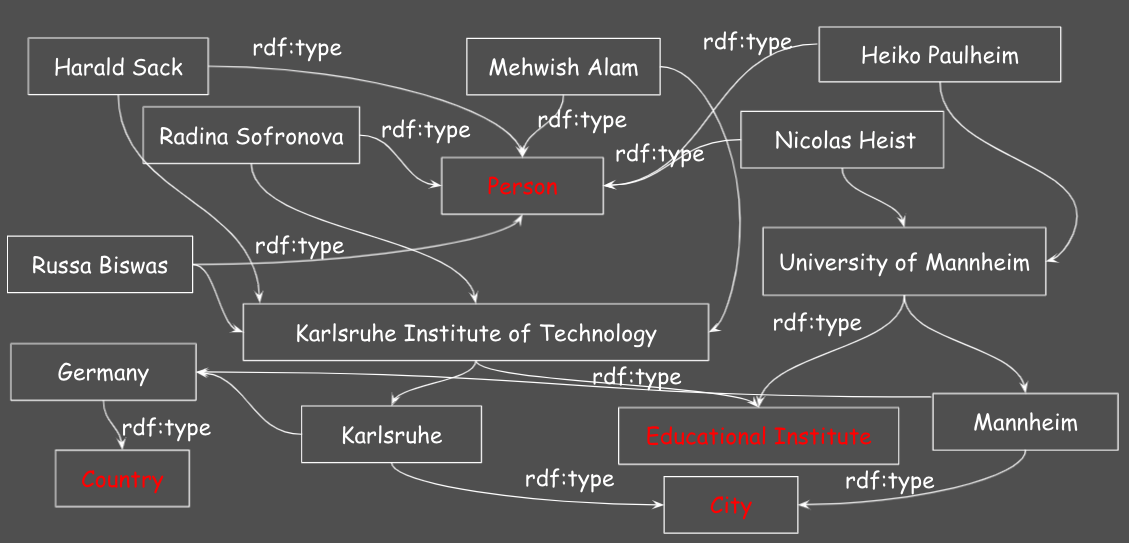 rdf:type
rdf:type
Harald Sack
Mehwish Alam
Heiko Paulheim
rdf:type
rdf:type
Radina Sofronova
Nicolas Heist
rdf:type
Person
rdf:type
Russa Biswas
University of Mannheim
rdf:type
Karlsruhe Institute of Technology
Germany
rdf:type
rdf:type
Karlsruhe
Educational Institute
Mannheim
Country
rdf:type
rdf:type
City